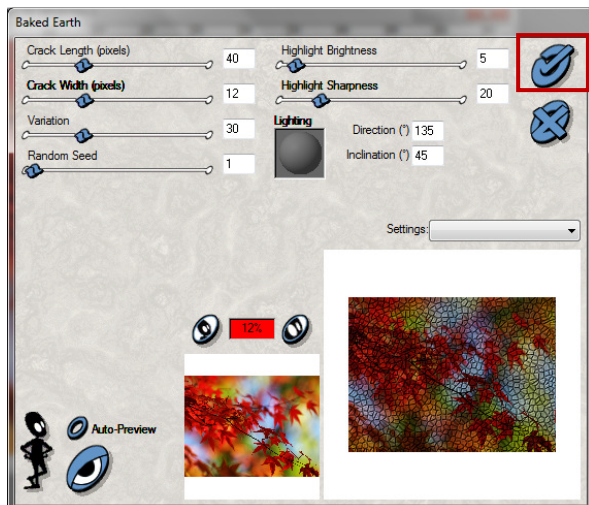 Baked Earth
Crack Length (pixels) 40
Highlight Brightness 5
Crack Width (pixels) 12
Highlight Sharpness 20
Variation 30
Lighting
Direction (°) 135
Inclination (°) 45
Random Seed 1
Settings:
12%
Auto-Preview